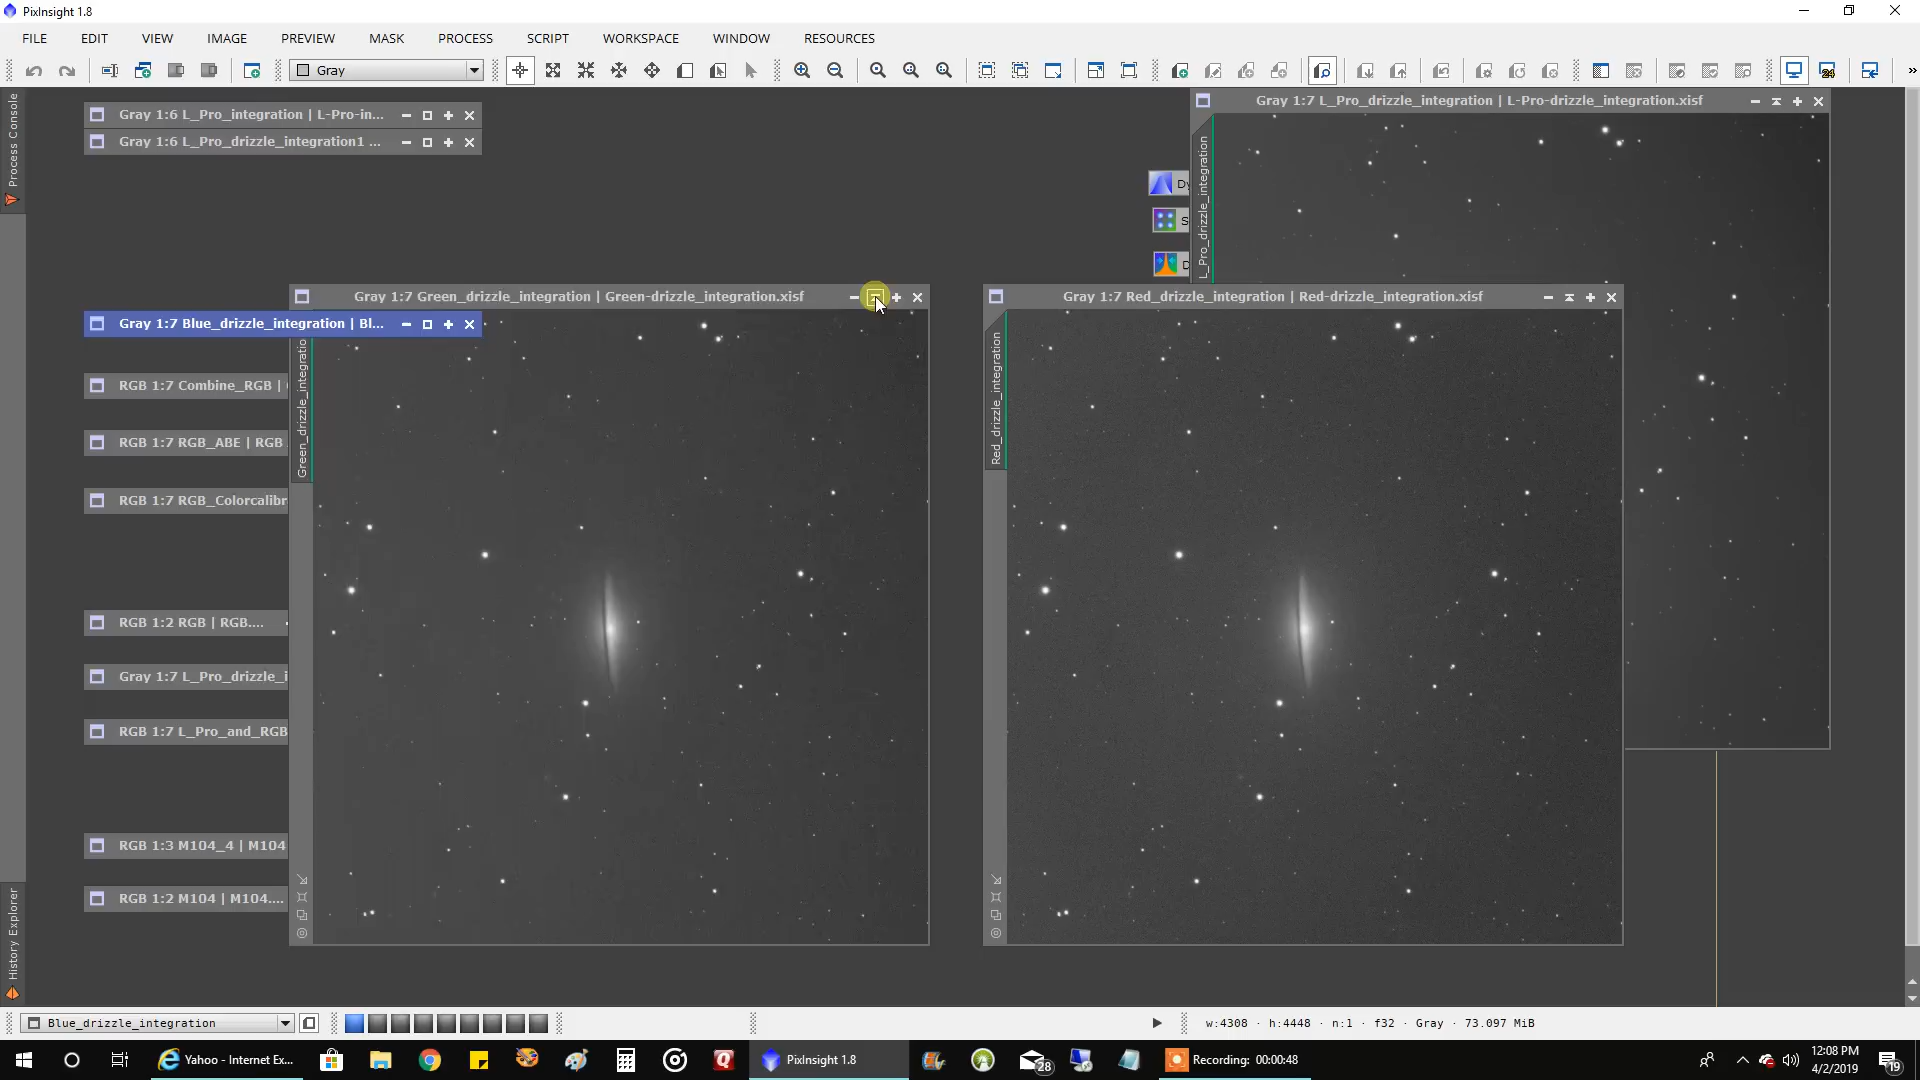 PixInsight 1.8
FILE EDIT VIEW IMAGE PREVIEW MASK PROCESS SCRIPT WORKSPACE WINDOW RESOURCES
Gray
Process Console
Gray 1:6 L_Pro_integration | L-Pro-in...
Gray 1:6 L_Pro_drizzle_integration1 ...
Gray 1:7 L_Pro_drizzle_integration | L-Pro-drizzle_integration.xisf
L_Pro_drizzle_integration
Dy
S
D
Gray 1:7 Green_drizzle_integration | Green-drizzle_integration.xisf
Gray 1:7 Red_drizzle_integration | Red-drizzle_integration.xisf
Gray 1:7 Blue_drizzle_integration | Bl...
Green_drizzle_integratio
Red_drizzle_integration
RGB 1:7 Combine_RGB |
RGB 1:7 RGB_ABE | RGB
RGB 1:7 RGB_Colorcalibr
RGB 1:2 RGB | RGB....
Gray 1:7 L_Pro_drizzle_i
RGB 1:7 L_Pro_and_RGB
RGB 1:3 M104_4 | M104
RGB 1:2 M104 | M104....
History Explorer
Blue_drizzle_integration
w:4308 · h:4448 · n:1 · f32 · Gray · 73.097 MiB
Yahoo - Internet Ex...
PixInsight 1.8
28
Recording: 00:00:48
12:08 PM
4/2/2019
19